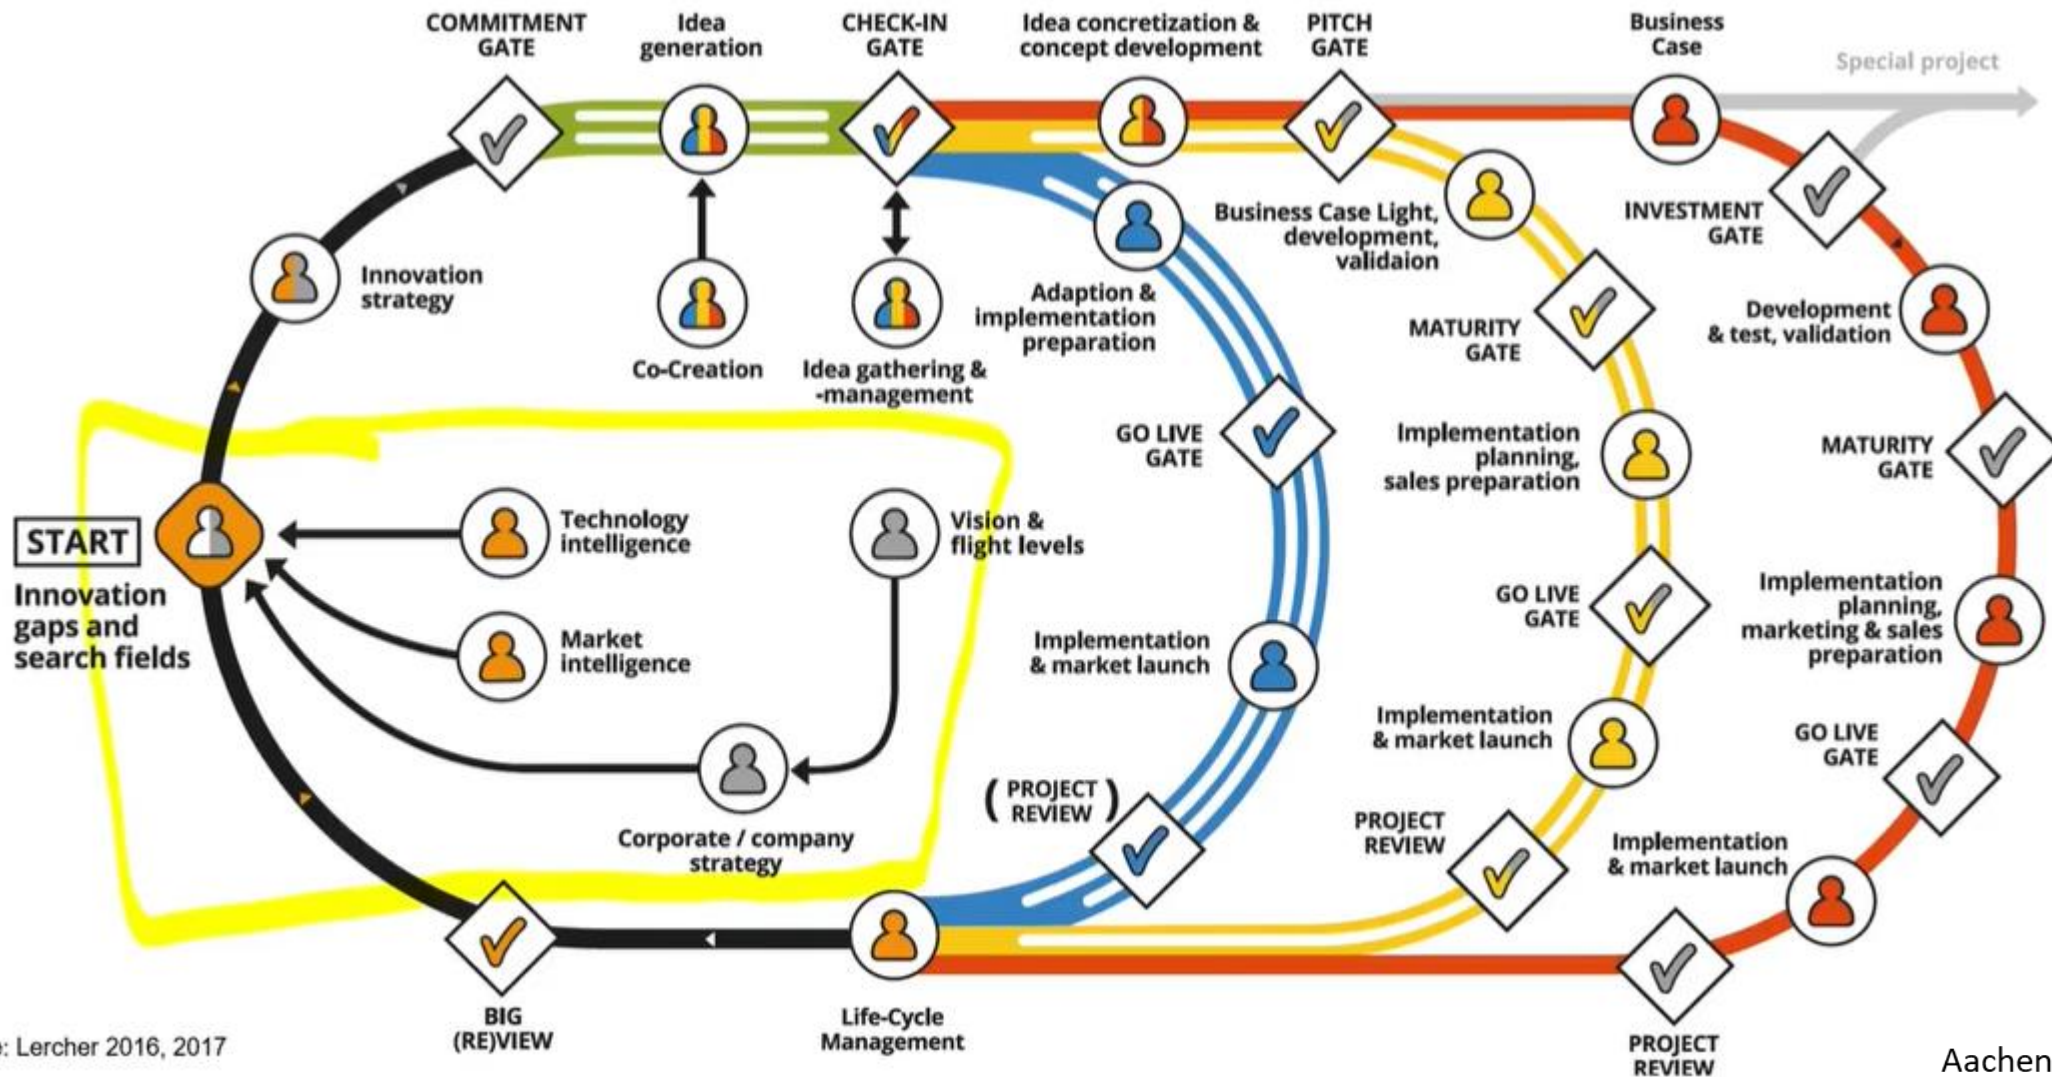 COMMITMENT
GATE
Idea
generation
CHECK-IN
GATE
Idea concretization &
concept development
PITCH
GATE
Business
Case
Special project
Innovation
strategy
Co-Creation
Idea gathering &
-management
Adaption &
implementation
preparation
Business Case Light,
development,
validaion
INVESTMENT
GATE
MATURITY
GATE
Development
& test, validation
GO LIVE
GATE
Implementation
planning,
sales preparation
MATURITY
GATE
START
Innovation
gaps and
search fields
Technology
intelligence
Vision &
flight levels
Market
intelligence
Corporate / company
strategy
Implementation
& market launch
GO LIVE
GATE
Implementation
planning,
marketing & sales
preparation
Implementation
& market launch
GO LIVE
GATE
( PROJECT
REVIEW )
PROJECT
REVIEW
Implementation
& market launch
BIG
(RE)VIEW
Life-Cycle
Management
PROJECT
REVIEW
: Lercher 2016, 2017
Aachen